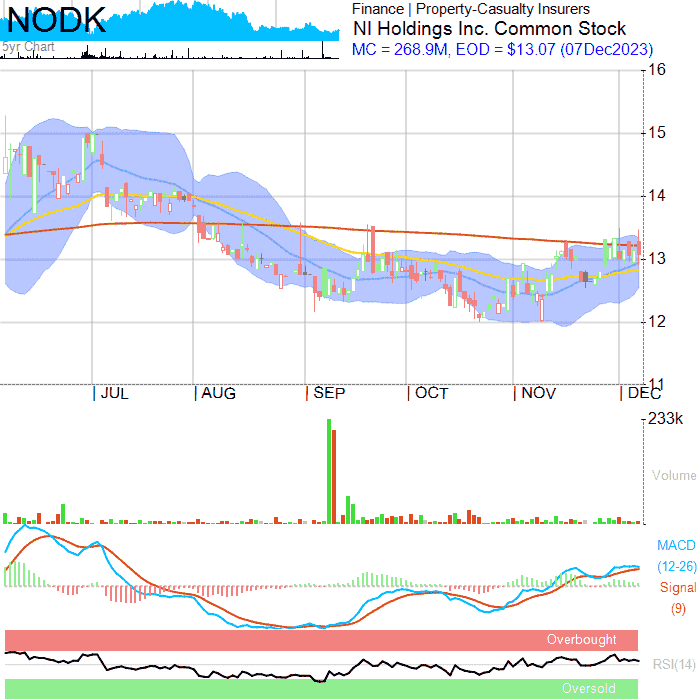 NODK
5yr Chart
Finance | Property-Casualty Insurers
NI Holdings Inc. Common Stock
MC = 268.9M, EOD = $13.07 (07Dec2023)
16
15
14
13
12
11
JUL
AUG
SEP
OCT
NOV
DEC
233k
Volume
MACD
(12-26)
Signal
(9)
Overbought
RSI(14)
Oversold